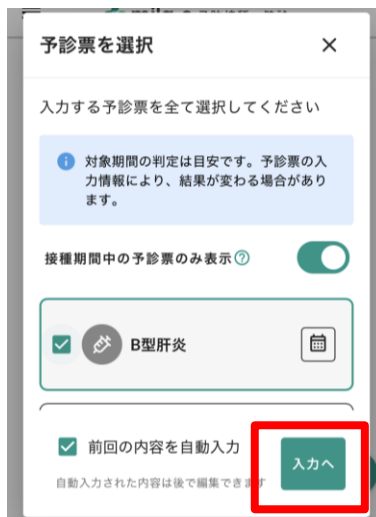 予診票を選択
入力する予診票を全て選択してください
対象期間の判定は目安です。予診票の入
力情報により、結果が変わる場合があり
ます。
接種期間中の予診票のみ表示
B型肝炎
前回の内容を自動入力
入力へ
自動入力された内容は後で編集できます